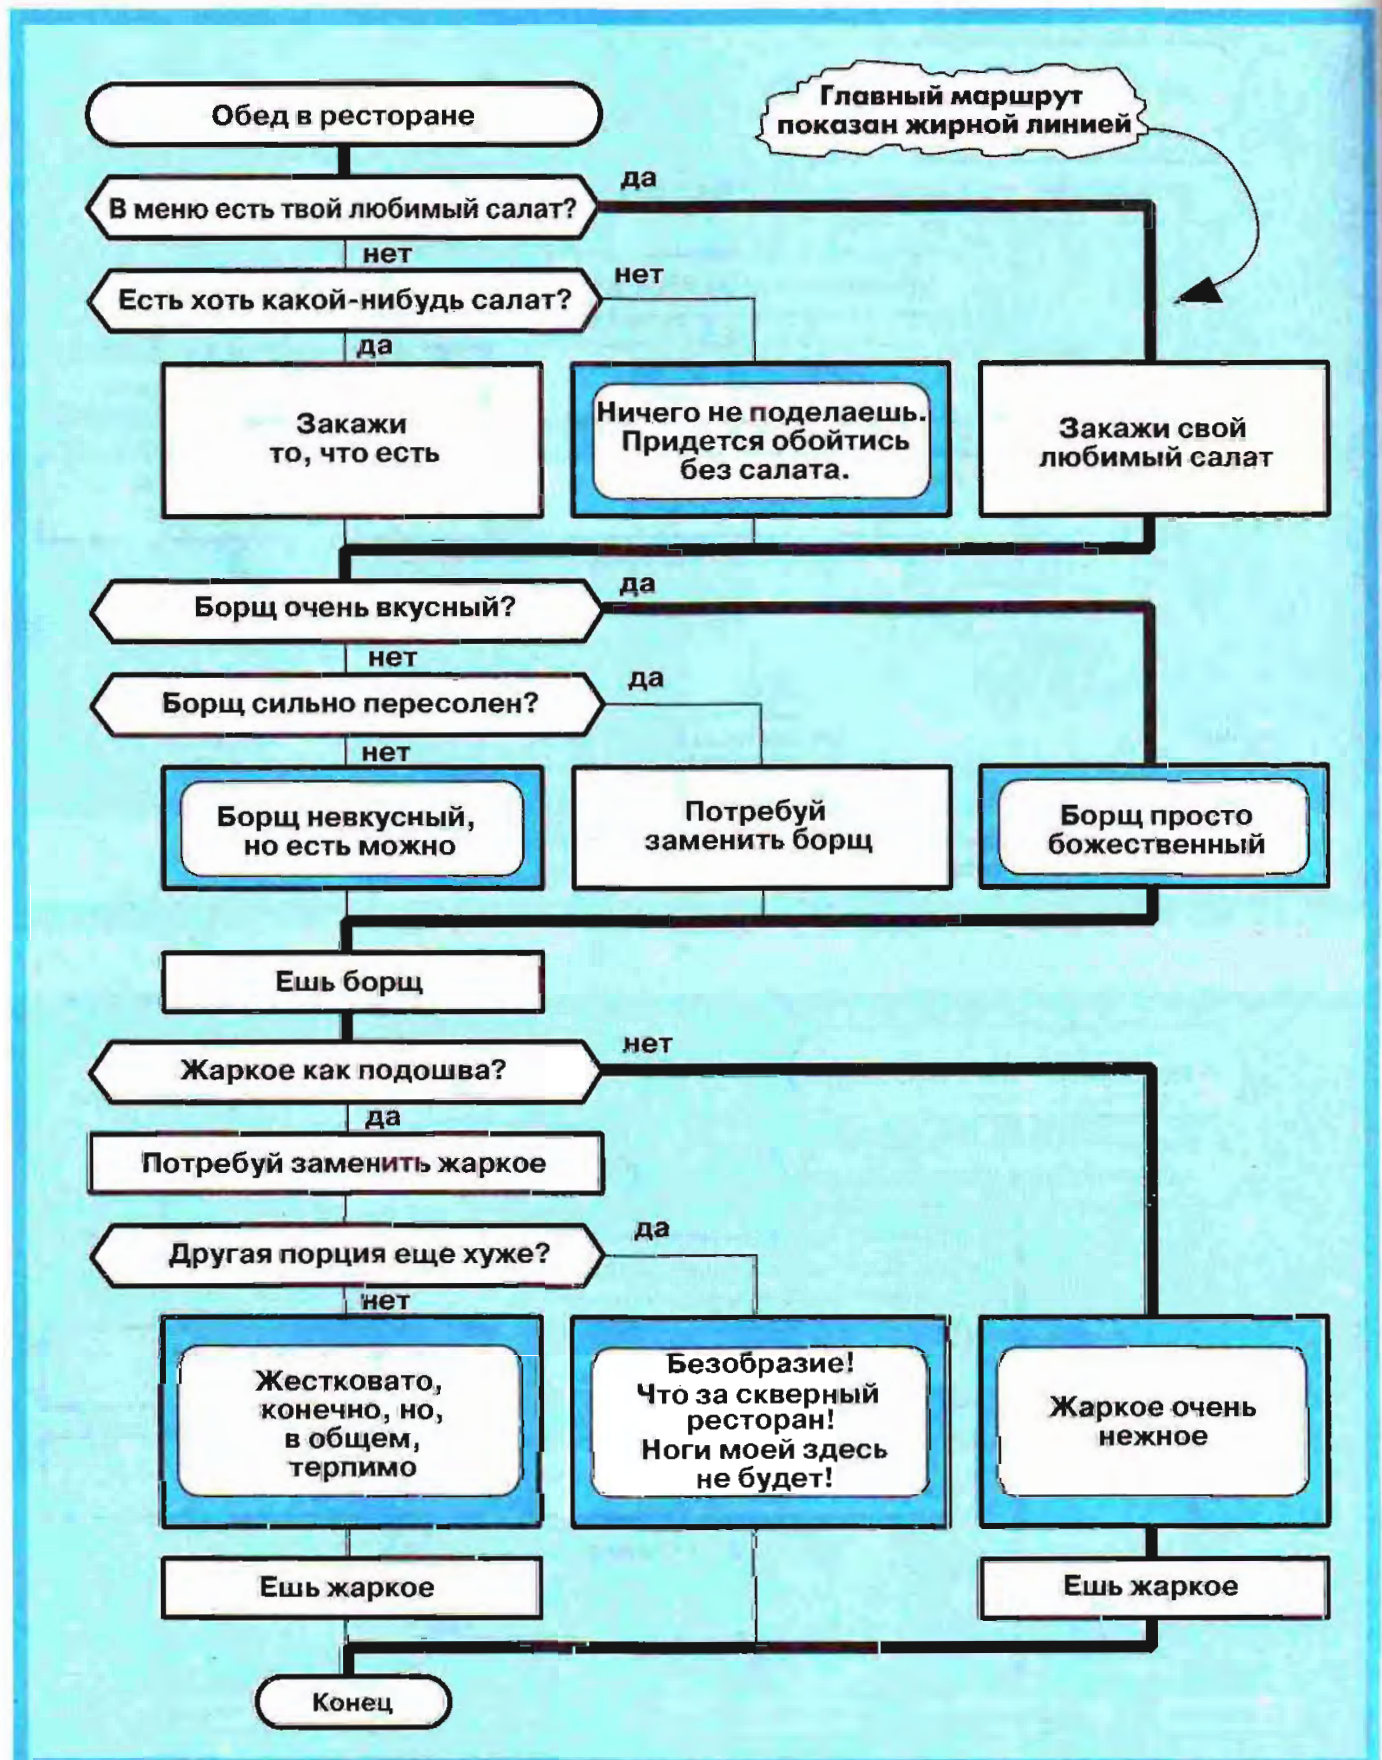 Обед в ресторане
Главный маршрут
показан жирной линией
В меню есть твой любимый салат?
да
нет
Есть хоть какой-нибудь салат?
нет
да
Закажи
то, что есть
Ничего не поделаешь.
Придется обойтись
без салата.
Закажи свой
любимый салат
Борщ очень вкусный?
да
нет
Борщ сильно пересолен?
да
нет
Борщ невкусный,
но есть можно
Потребуй
заменить борщ
Борщ просто
божественный
Ешь борщ
Жаркое как подошва?
нет
да
Потребуй заменить жаркое
Другая порция еще хуже?
да
нет
Жестковато,
конечно, но,
в общем,
терпимо
Безобразие!
Что за скверный
ресторан!
Ноги моей здесь
не будет!
Жаркое очень
нежное
Ешь жаркое
Ешь жаркое
Конец